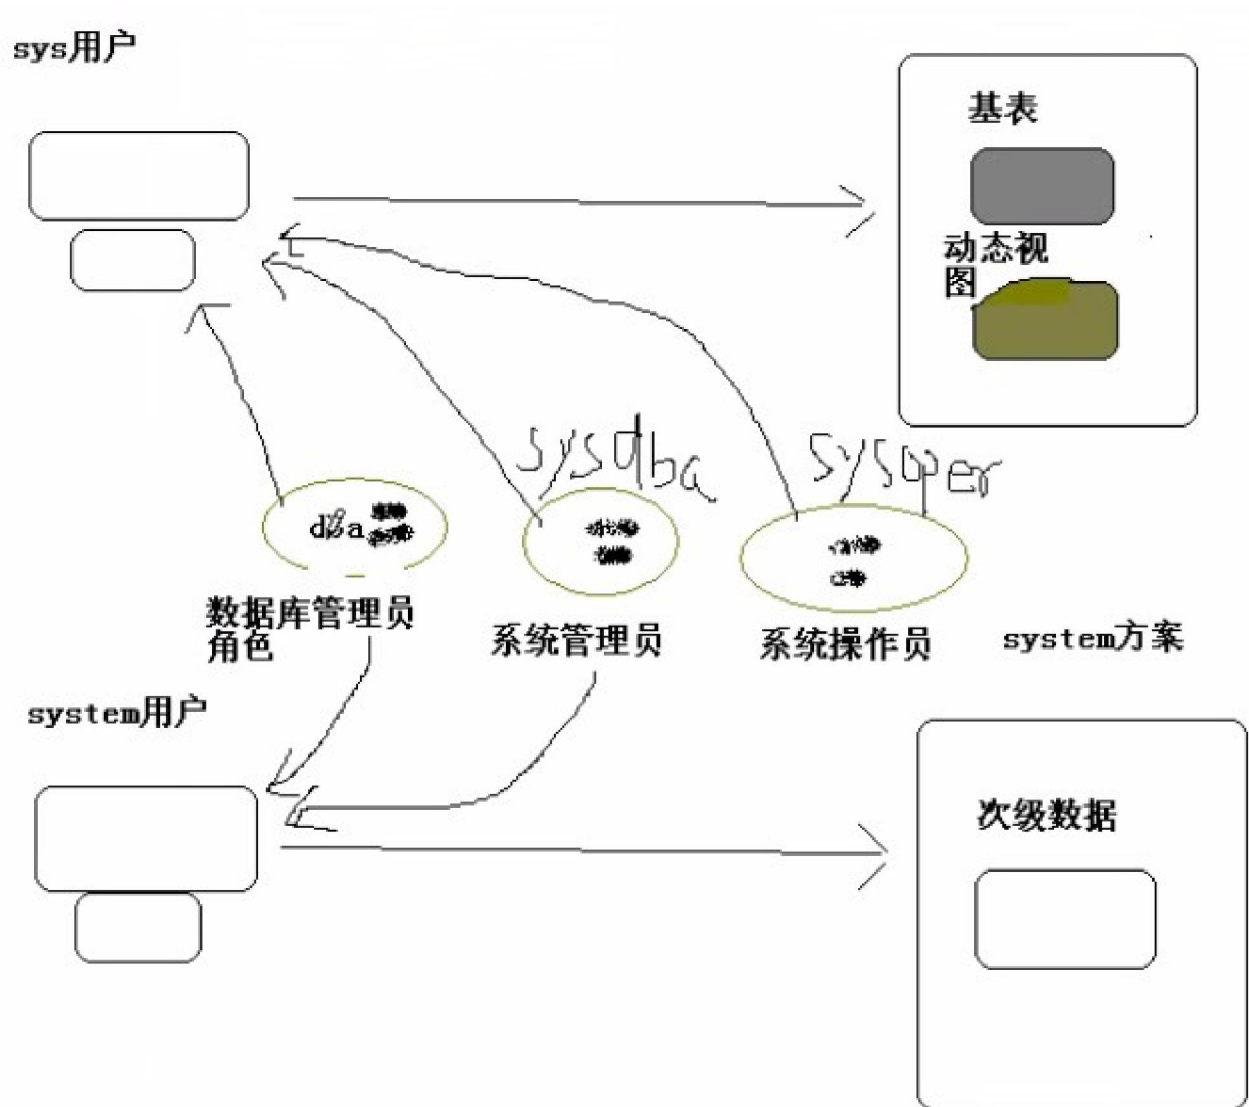 sys用户
基表
动态视
图
sysdba
sysoper
dba
数据库管理员
角色
系统管理员
系统操作员
system方案
system用户
次级数据